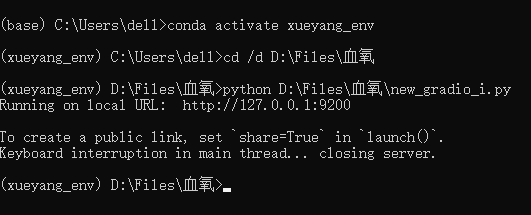 (base) C:\Users\dell>conda activate xueyang_env
(xueyang_env) C:\Users\dell>cd /d D:\Files\血氧
(xueyang_env) D:\Files\血氧>python D:\Files\血氧\new_gradio_i.py
Running on local URL:  http://127.0.0.1:9200
To create a public link, set `share=True` in `launch()`.
Keyboard interruption in main thread... closing server.
(xueyang_env) D:\Files\血氧>